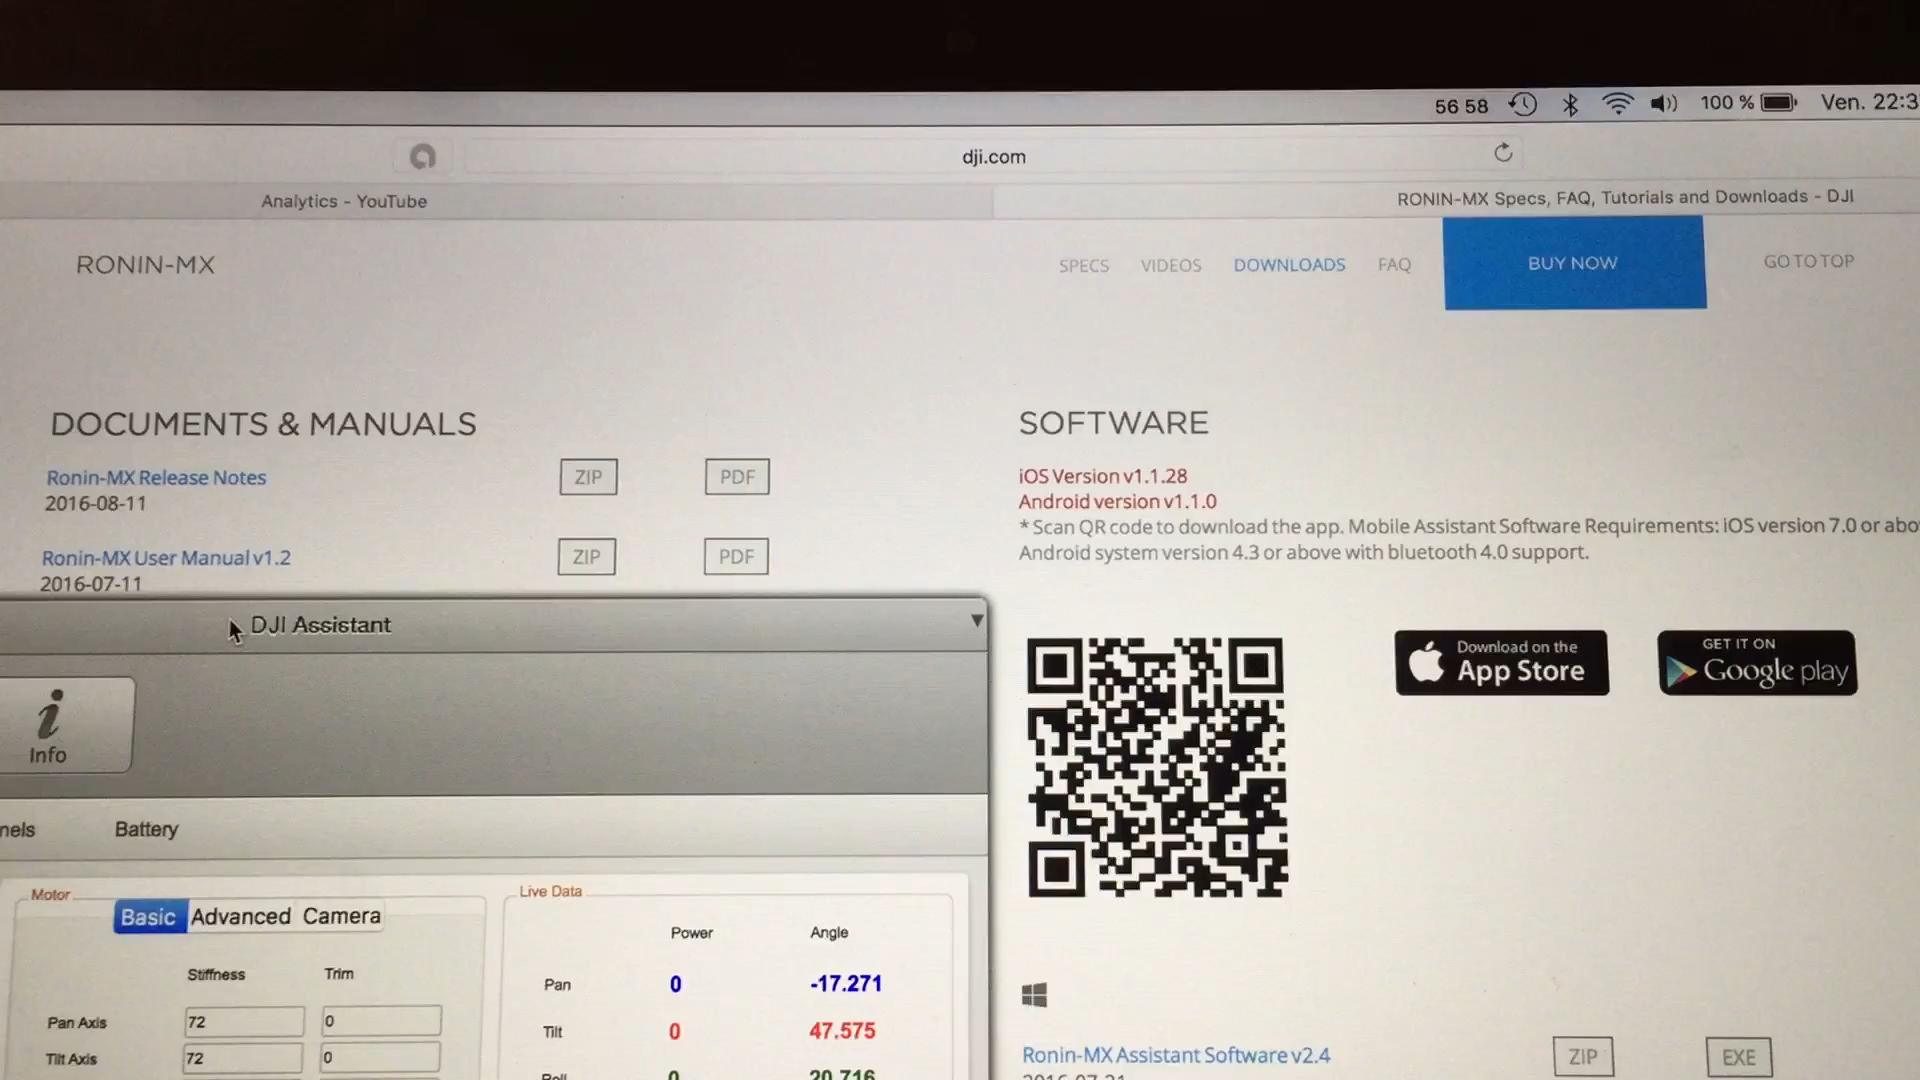 56 58 100 % Ven. 22:3
dji.com
Analytics - YouTube
RONIN-MX Specs, FAQ, Tutorials and Downloads - DJI
RONIN-MX
SPECS VIDEOS DOWNLOADS FAQ BUY NOW GO TO TOP
DOCUMENTS & MANUALS
Ronin-MX Release Notes ZIP PDF
2016-08-11
Ronin-MX User Manual v1.2 ZIP PDF
2016-07-11
SOFTWARE
iOS Version v1.1.28
Android version v1.1.0
* Scan QR code to download the app. Mobile Assistant Software Requirements: iOS version 7.0 or abo
Android system version 4.3 or above with bluetooth 4.0 support.
Download on the
App Store
GET IT ON
Google play
DJI Assistant
Info
nels Battery
Motor
Basic Advanced Camera
Stiffness Trim
Pan Axis 72 0
Tilt Axis 72 0
Live Data
Power Angle
Pan 0 -17.271
Tilt 0 47.575
Roll 0 20.716
Ronin-MX Assistant Software v2.4 ZIP EXE